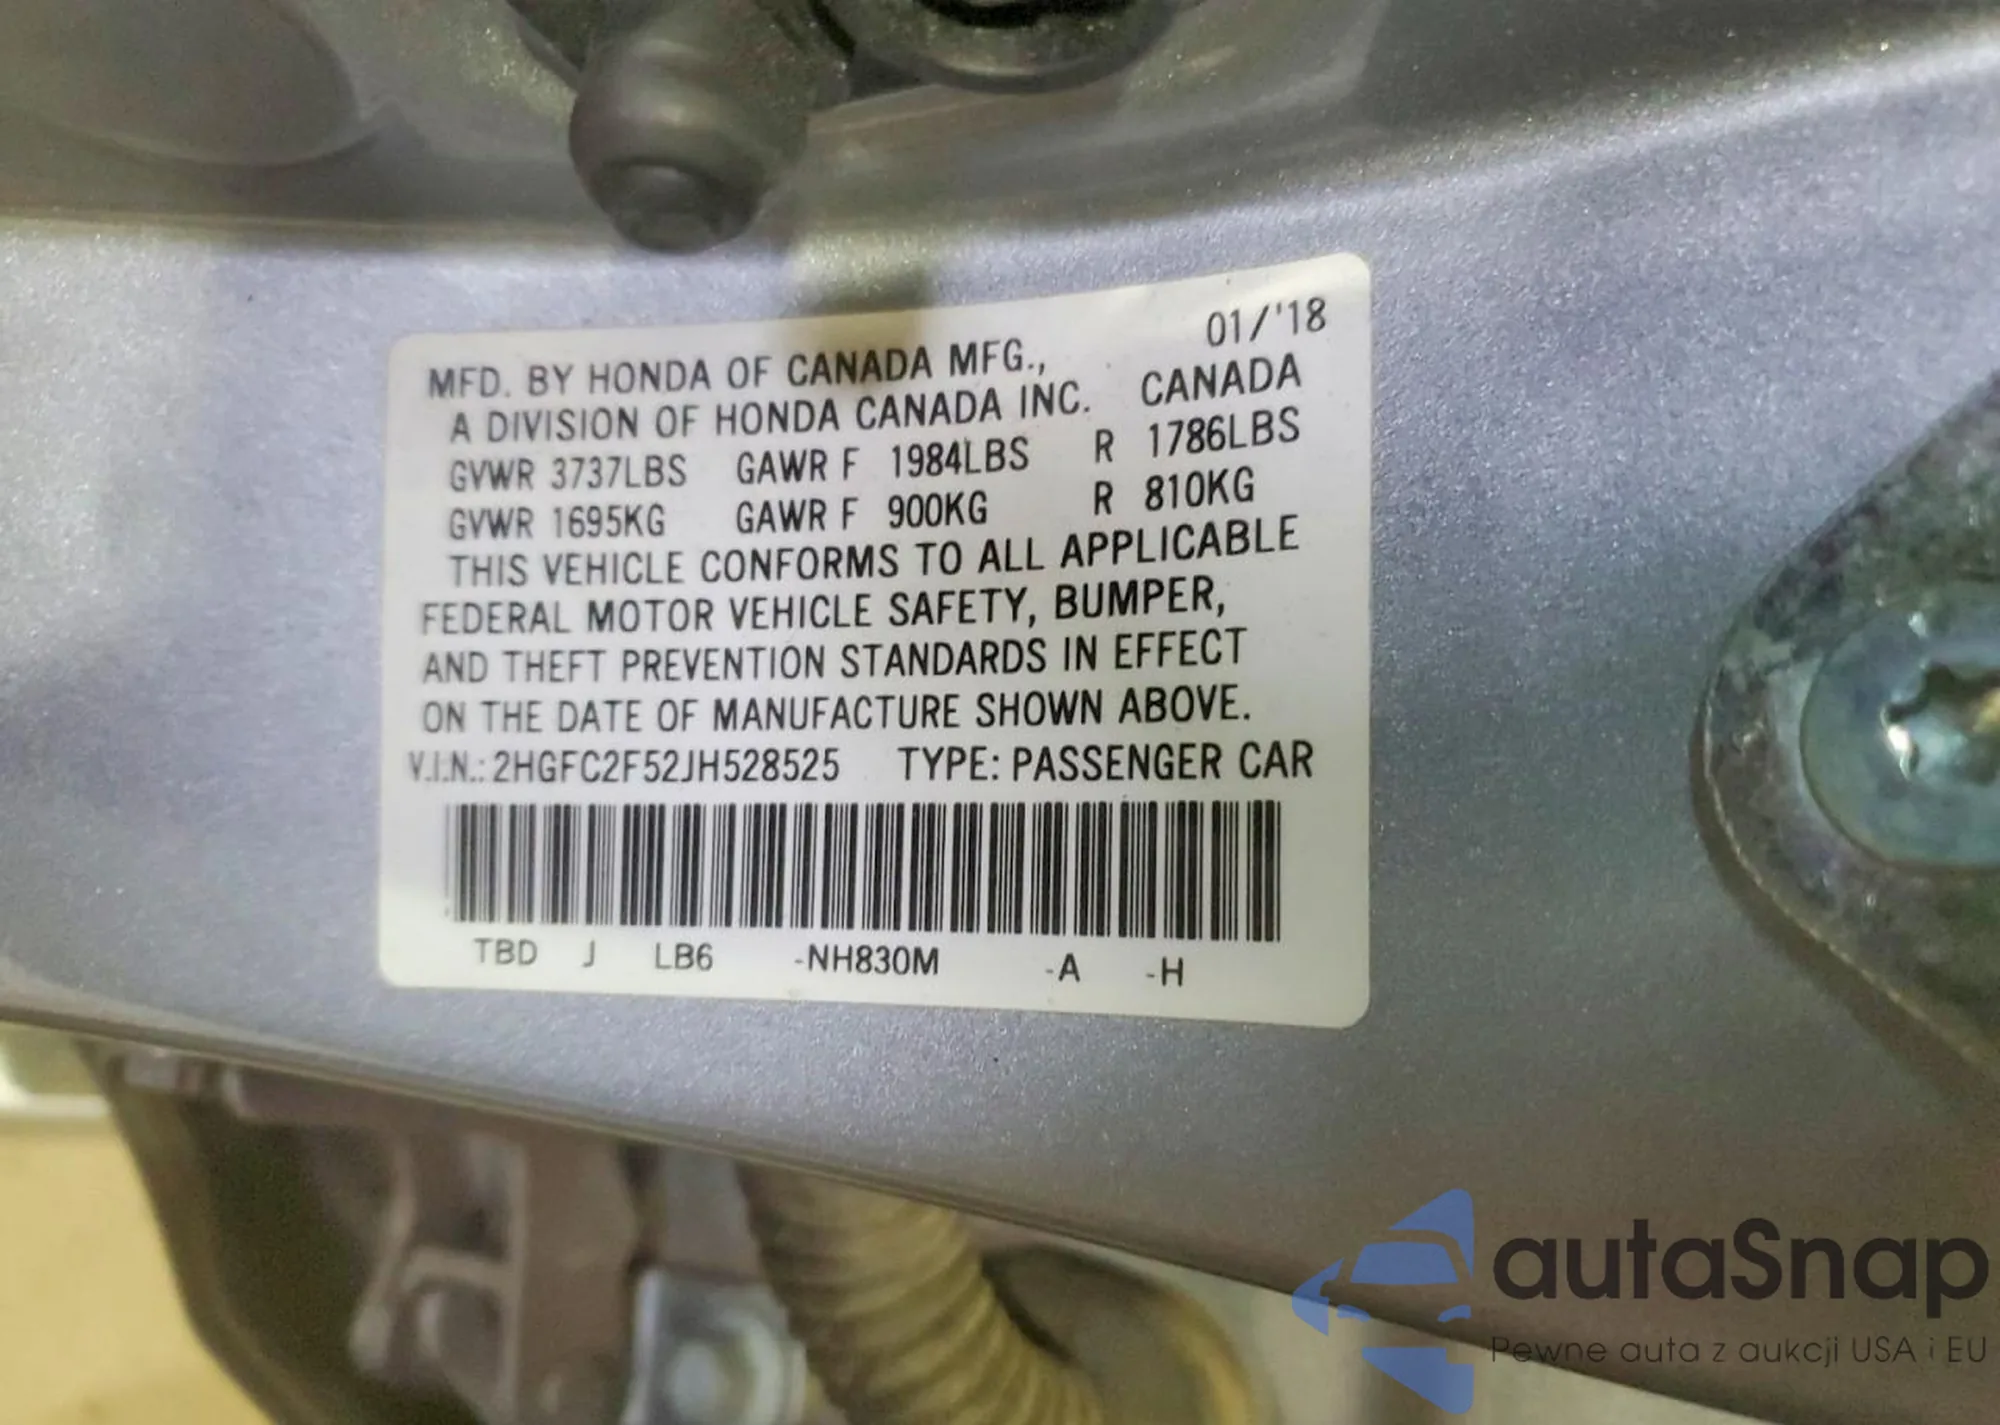 01/'18
MFD. BY HONDA OF CANADA MFG.,
A DIVISION OF HONDA CANADA INC. CANADA
GVWR 3737LBS GAWR F 1984LBS R 1786LBS
GVWR 1695KG GAWR F 900KG R 810KG
THIS VEHICLE CONFORMS TO ALL APPLICABLE
FEDERAL MOTOR VEHICLE SAFETY, BUMPER,
AND THEFT PREVENTION STANDARDS IN EFFECT
ON THE DATE OF MANUFACTURE SHOWN ABOVE.
V.I.N.: 2HGFC2F52JH528525 TYPE: PASSENGER CAR
TBD J LB6 -NH830M -A -H
autaSnap
Pewne auta z aukcji USA i EU